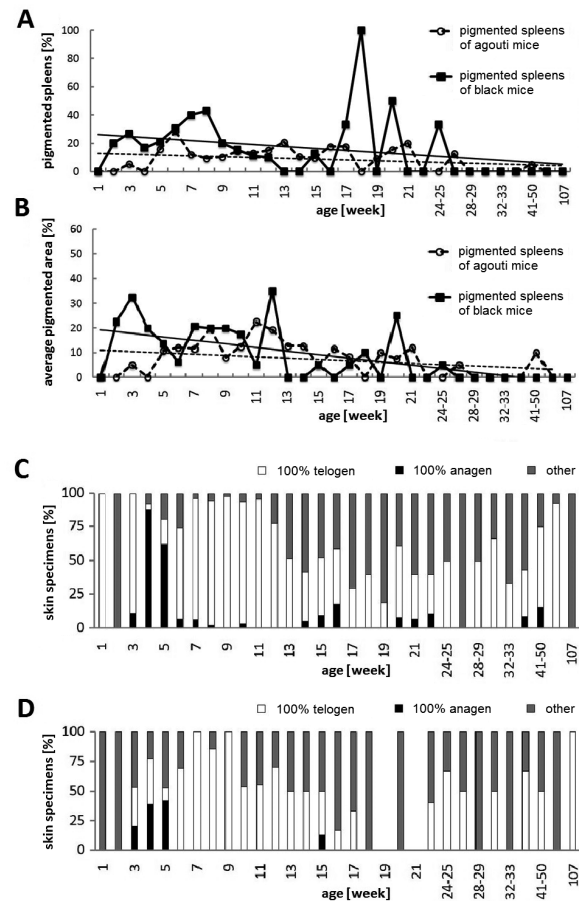 A
pigmented spleens [%]
100
80
60
40
20
0
pigmented spleens
of agouti mice
pigmented spleens
of black mice
1 3 5 7 9 11 13 15 17 19 21 24-25 28-29 32-33 41-50 107
age [week]
B
average pigmented area [%]
60
50
40
30
20
10
0
pigmented spleens
of agouti mice
pigmented spleens
of black mice
1 3 5 7 9 11 13 15 17 19 21 24-25 28-29 32-33 41-50 107
age [week]
C
100% telogen 100% anagen other
skin specimens [%]
100
75
50
25
0
1 3 5 7 9 11 13 15 17 19 21 24-25 28-29 32-33 41-50 107
age [week]
D
100% telogen 100% anagen other
skin specimens [%]
100
75
50
25
0
1 3 5 7 9 11 13 15 17 19 21 24-25 28-29 32-33 41-50 107
age [week]